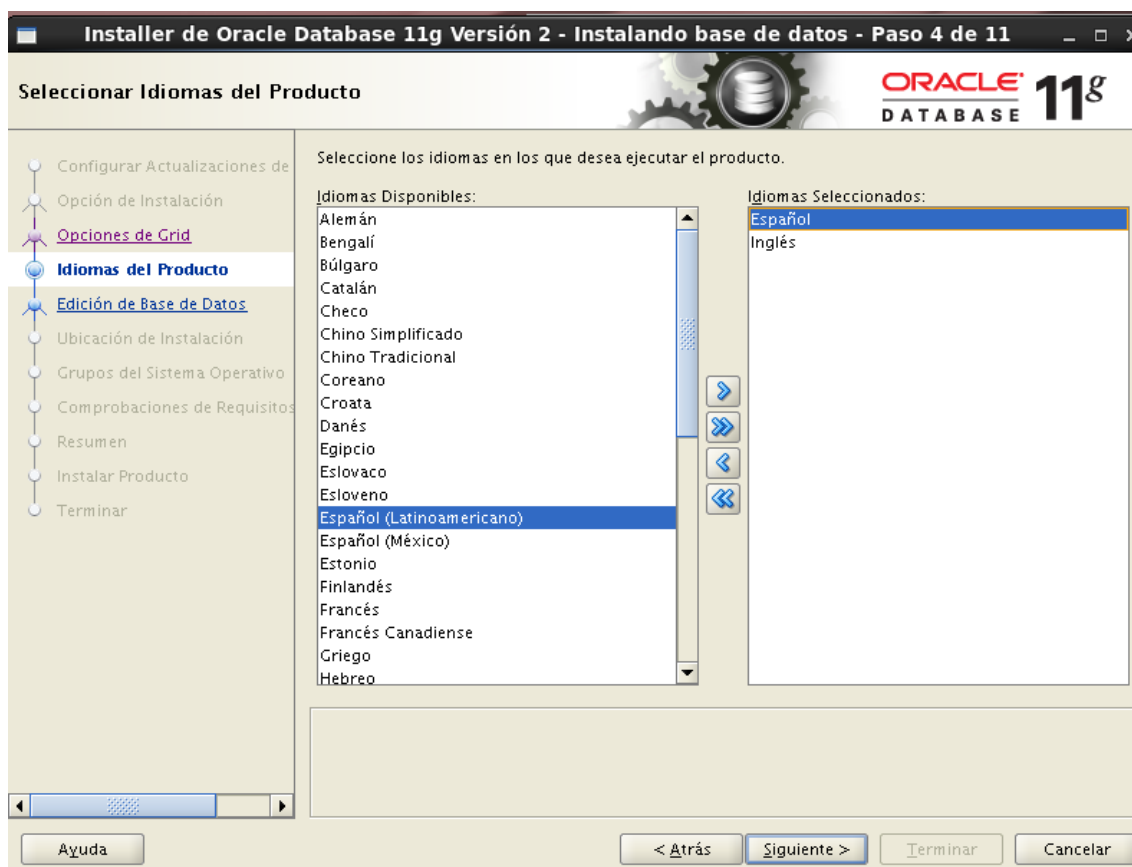 Installer de Oracle Database 11g Versión 2 - Instalando base de datos - Paso 4 de 11
Seleccionar Idiomas del Producto
ORACLE
DATABASE
11g
Configurar Actualizaciones de
Opción de Instalación
Opciones de Grid
Idiomas del Producto
Edición de Base de Datos
Ubicación de Instalación
Grupos del Sistema Operativo
Comprobaciones de Requisitos
Resumen
Instalar Producto
Terminar
Seleccione los idiomas en los que desea ejecutar el producto.
Idiomas Disponibles:
Alemán
Bengalí
Búlgaro
Catalán
Checo
Chino Simplificado
Chino Tradicional
Coreano
Croata
Danés
Egipcio
Eslovaco
Esloveno
Español (Latinoamericano)
Español (México)
Estonio
Finlandés
Francés
Francés Canadiense
Griego
Hebreo
Idiomas Seleccionados:
Español
Inglés
Ayuda
< Atrás
Siguiente >
Terminar
Cancelar